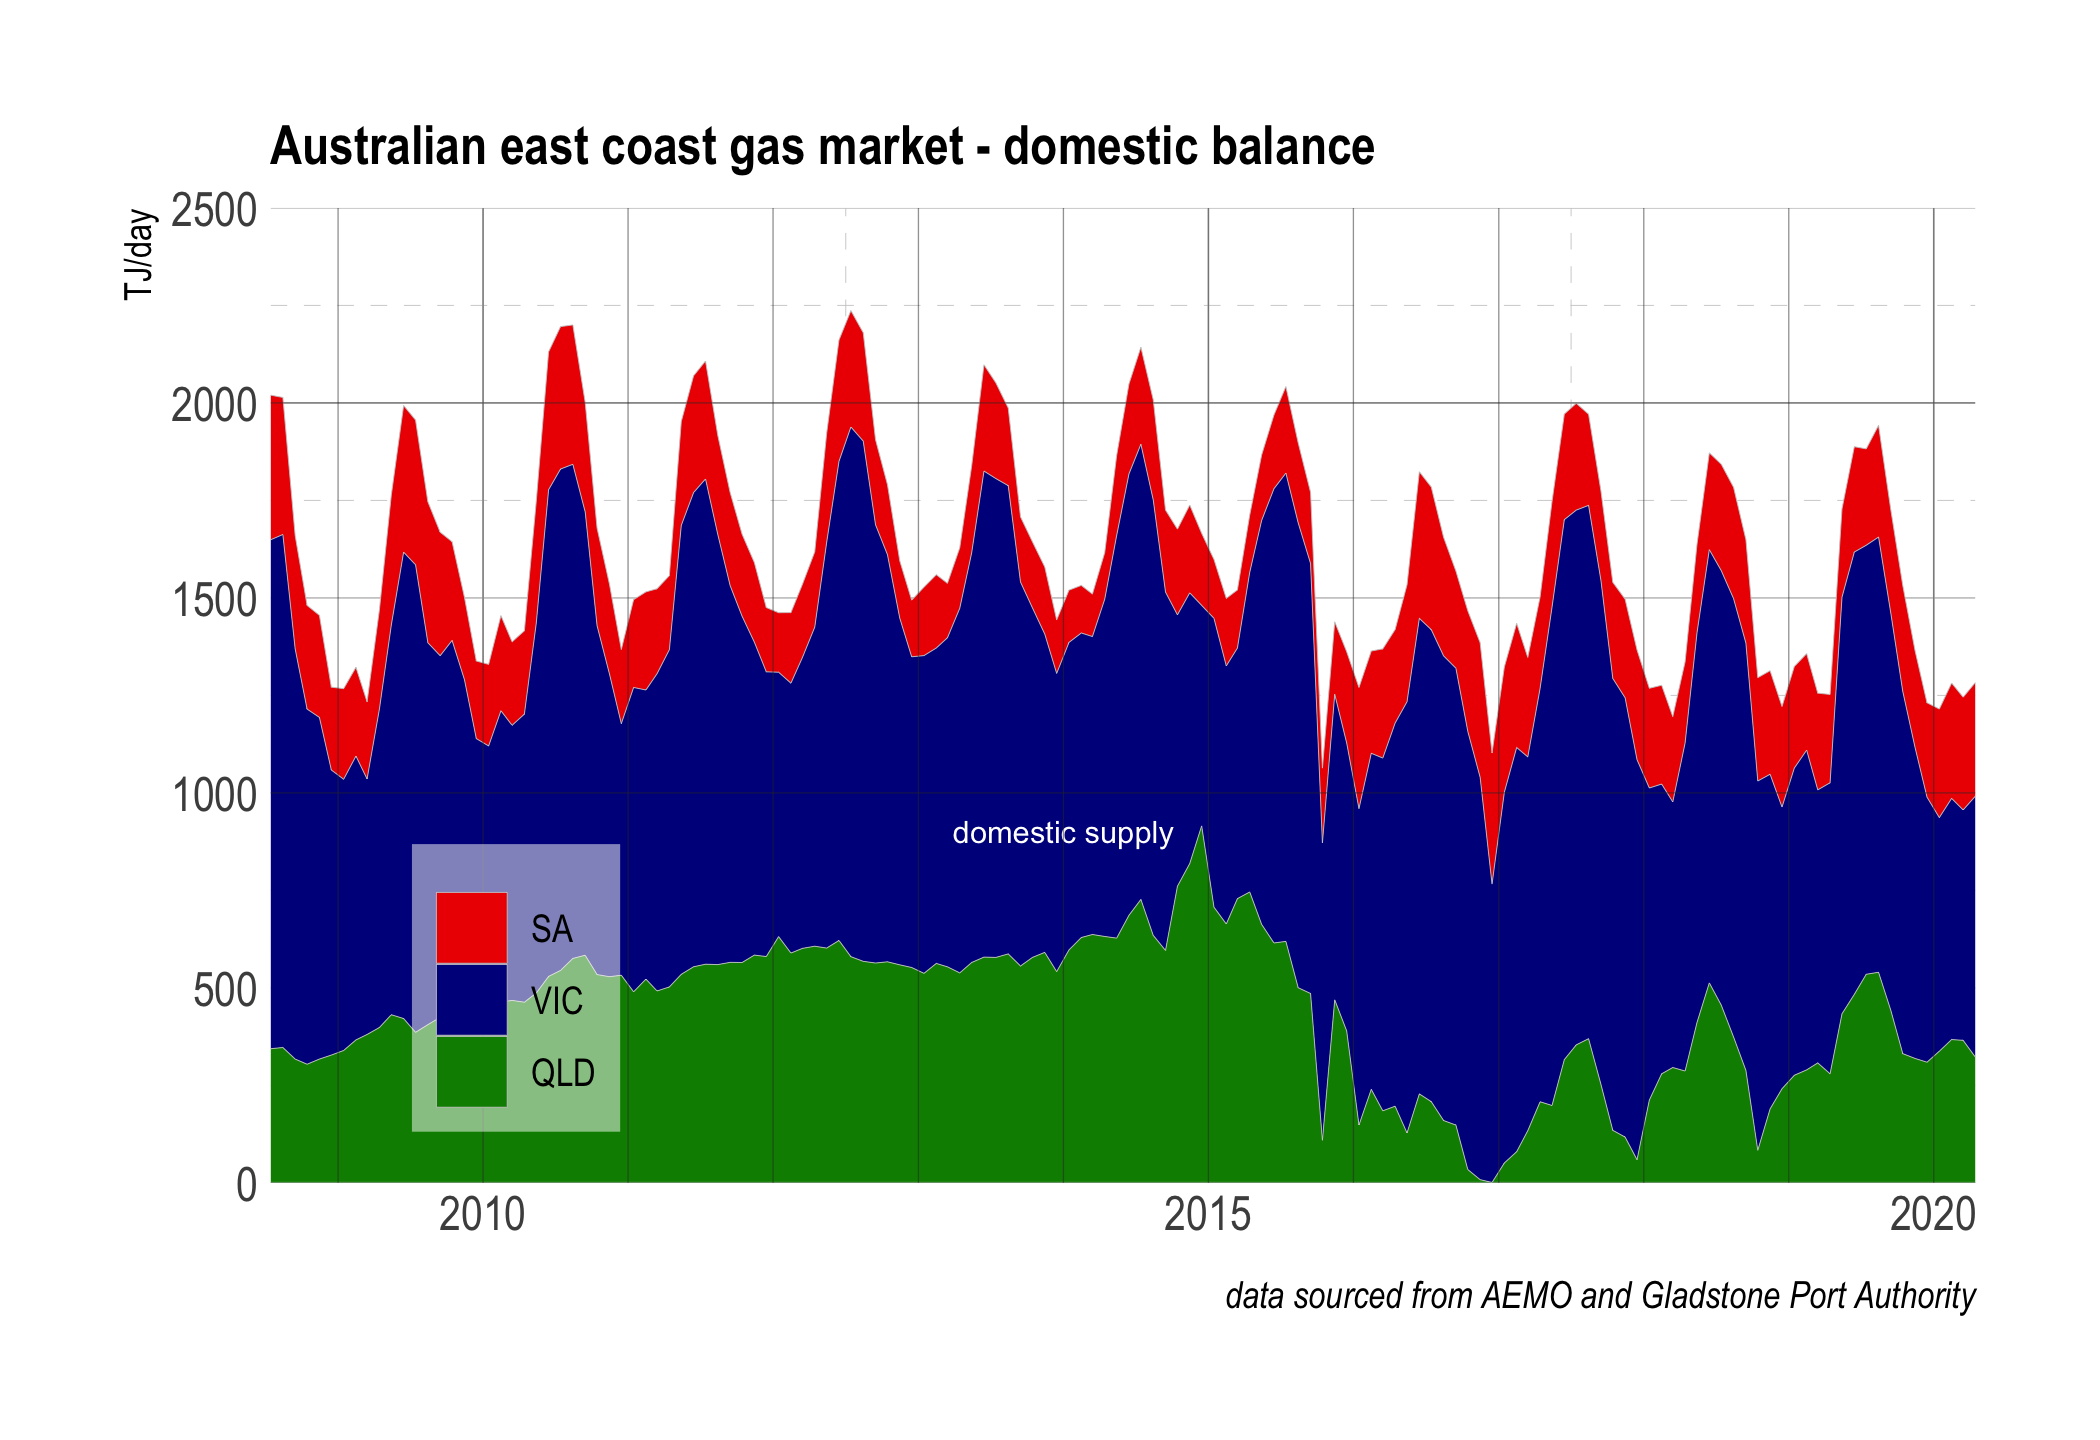 Australian east coast gas market - domestic balance
TJ/day
2500
2000
1500
1000
500
0
domestic supply
SA
VIC
QLD
2010
2015
2020
data sourced from AEMO and Gladstone Port Authority